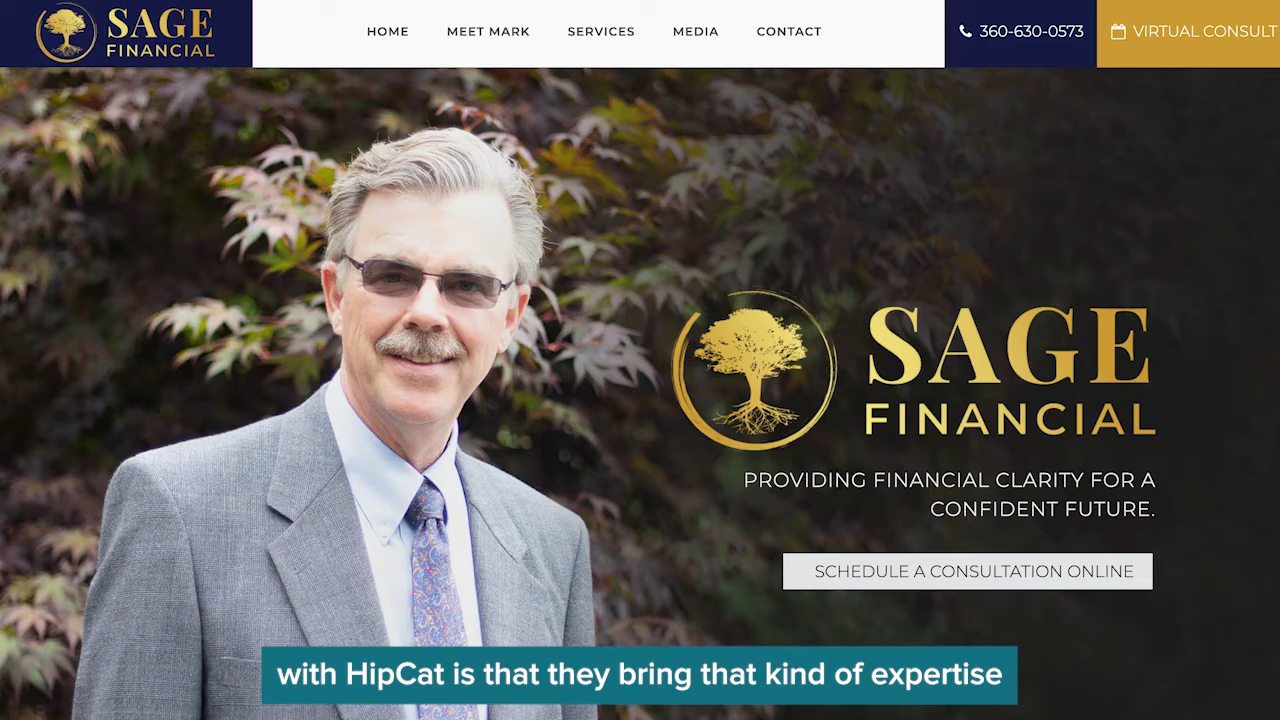 SAGE
FINANCIAL
HOME
MEET MARK
SERVICES
MEDIA
CONTACT
360-630-0573
VIRTUAL CONSULT
SAGE
FINANCIAL
PROVIDING FINANCIAL CLARITY FOR A
CONFIDENT FUTURE.
SCHEDULE A CONSULTATION ONLINE
with HipCat is that they bring that kind of expertise